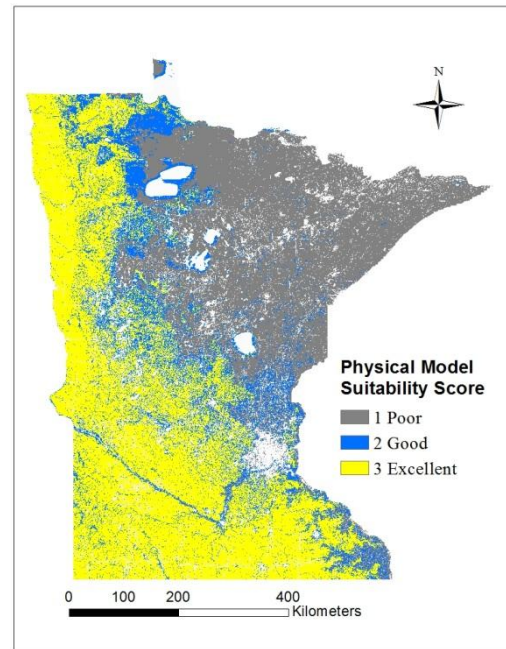 N
Physical Model
Suitability Score
1 Poor
2 Good
3 Excellent
0 100 200 400
Kilometers